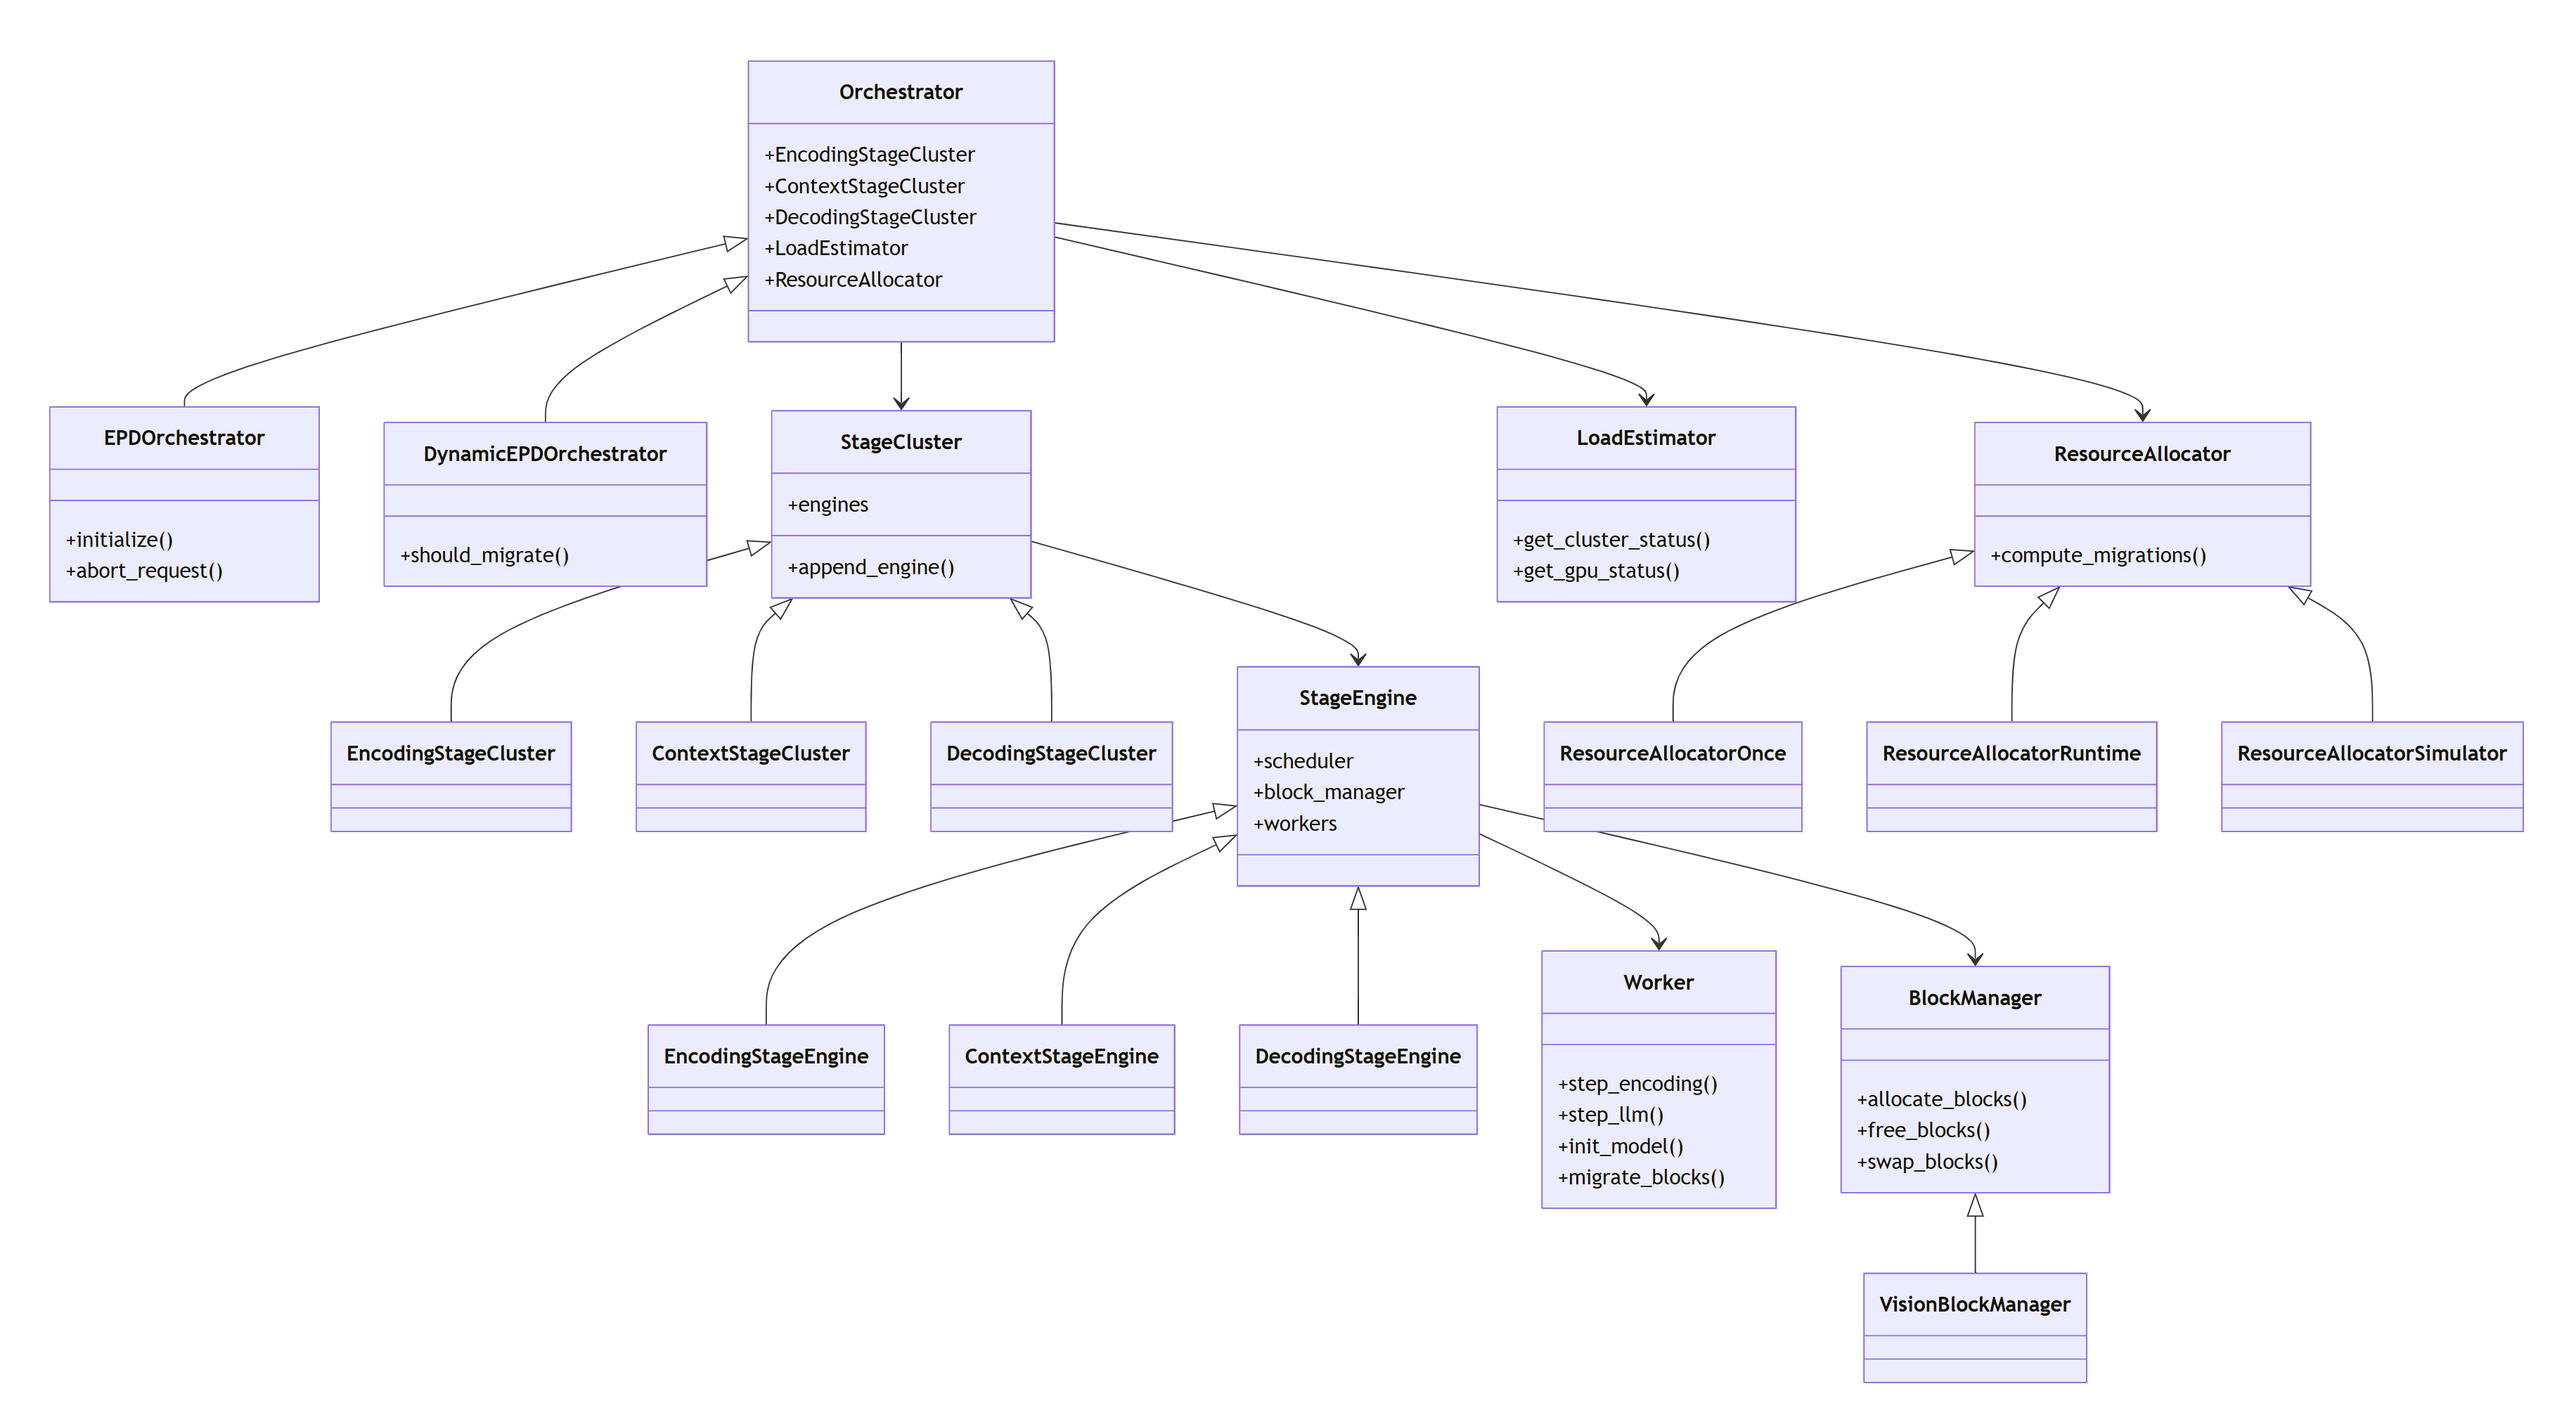 Orchestrator
+EncodingStageCluster
+ContextStageCluster
+DecodingStageCluster
+LoadEstimator
+ResourceAllocator
EPDOrchestrator
+initialize()
+abort_request()
DynamicEPDOrchestrator
+should_migrate()
StageCluster
+engines
+append_engine()
LoadEstimator
+get_cluster_status()
+get_gpu_status()
ResourceAllocator
+compute_migrations()
EncodingStageCluster
ContextStageCluster
DecodingStageCluster
StageEngine
+scheduler
+block_manager
+workers
ResourceAllocatorOnce
ResourceAllocatorRuntime
ResourceAllocatorSimulator
EncodingStageEngine
ContextStageEngine
DecodingStageEngine
Worker
+step_encoding()
+step_llm()
+init_model()
+migrate_blocks()
BlockManager
+allocate_blocks()
+free_blocks()
+swap_blocks()
VisionBlockManager